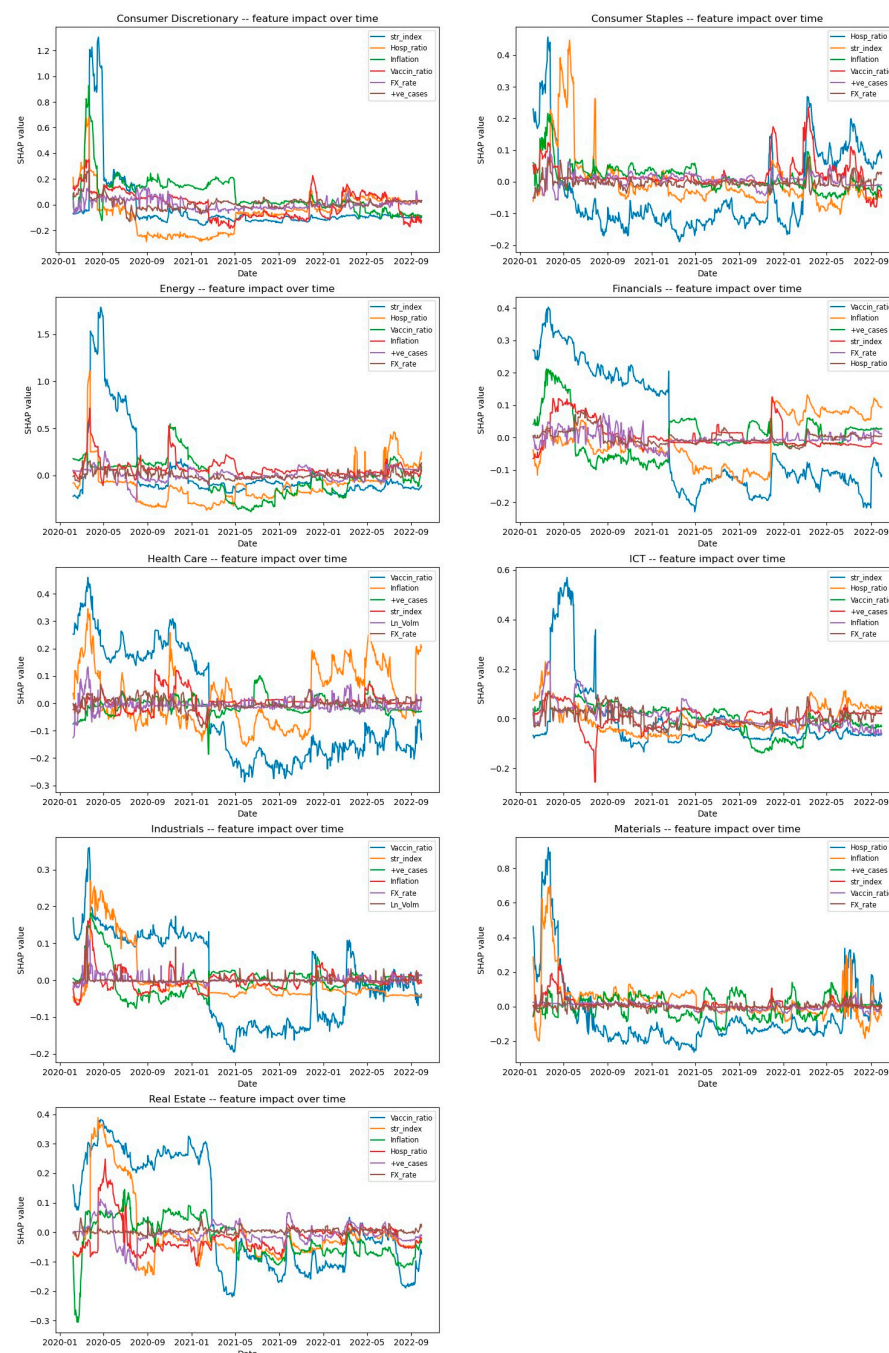 Consumer Discretionary -- feature impact over time
1.2
1.0
0.8
0.6
0.4
0.2
0.0
−0.2
SHAP value
str_index
Hosp_ratio
Inflation
Vaccin_ratio
FX_rate
+ve_cases
2020-01 2020-05 2020-09 2021-01 2021-05 2021-09 2022-01 2022-05 2022-09
Date
Consumer Staples -- feature impact over time
0.4
0.3
0.2
0.1
0.0
−0.1
−0.2
SHAP value
Hosp_ratio
str_index
Inflation
Vaccin_rati
+ve_cases
FX_rate
2020-01 2020-05 2020-09 2021-01 2021-05 2021-09 2022-01 2022-05 2022-09
Date
Energy -- feature impact over time
1.5
1.0
0.5
0.0
SHAP value
str_index
Hosp_ratio
Vaccin_ratio
Inflation
+ve_cases
FX_rate
2020-01 2020-05 2020-09 2021-01 2021-05 2021-09 2022-01 2022-05 2022-09
Date
Financials -- feature impact over time
0.4
0.3
0.2
0.1
0.0
−0.1
−0.2
SHAP value
Vaccin_rati
Inflation
+ve_cases
str_index
FX_rate
Hosp_ratio
2020-01 2020-05 2020-09 2021-01 2021-05 2021-09 2022-01 2022-05 2022-09
Date
Health Care -- feature impact over time
0.4
0.3
0.2
0.1
0.0
−0.1
−0.2
−0.3
SHAP value
Vaccin_ratio
Inflation
+ve_cases
str_index
Ln_Volm
FX_rate
2020-01 2020-05 2020-09 2021-01 2021-05 2021-09 2022-01 2022-05 2022-09
Date
ICT -- feature impact over time
0.6
0.4
0.2
0.0
−0.2
SHAP value
str_index
Hosp_ratio
Vaccin_rati
+ve_cases
Inflation
FX_rate
2020-01 2020-05 2020-09 2021-01 2021-05 2021-09 2022-01 2022-05 2022-09
Date
Industrials -- feature impact over time
0.3
0.2
0.1
0.0
−0.1
−0.2
SHAP value
Vaccin_ratio
str_index
+ve_cases
Inflation
FX_rate
Ln_Volm
2020-01 2020-05 2020-09 2021-01 2021-05 2021-09 2022-01 2022-05 2022-09
Date
Materials -- feature impact over time
0.8
0.6
0.4
0.2
0.0
−0.2
SHAP value
Hosp_ratio
Inflation
+ve_cases
str_index
Vaccin_rati
FX_rate
2020-01 2020-05 2020-09 2021-01 2021-05 2021-09 2022-01 2022-05 2022-09
Date
Real Estate -- feature impact over time
0.4
0.3
0.2
0.1
0.0
−0.1
−0.2
−0.3
SHAP value
Vaccin_ratio
str_index
Inflation
Hosp_ratio
+ve_cases
FX_rate
2020-01 2020-05 2020-09 2021-01 2021-05 2021-09 2022-01 2022-05 2022-09
Date